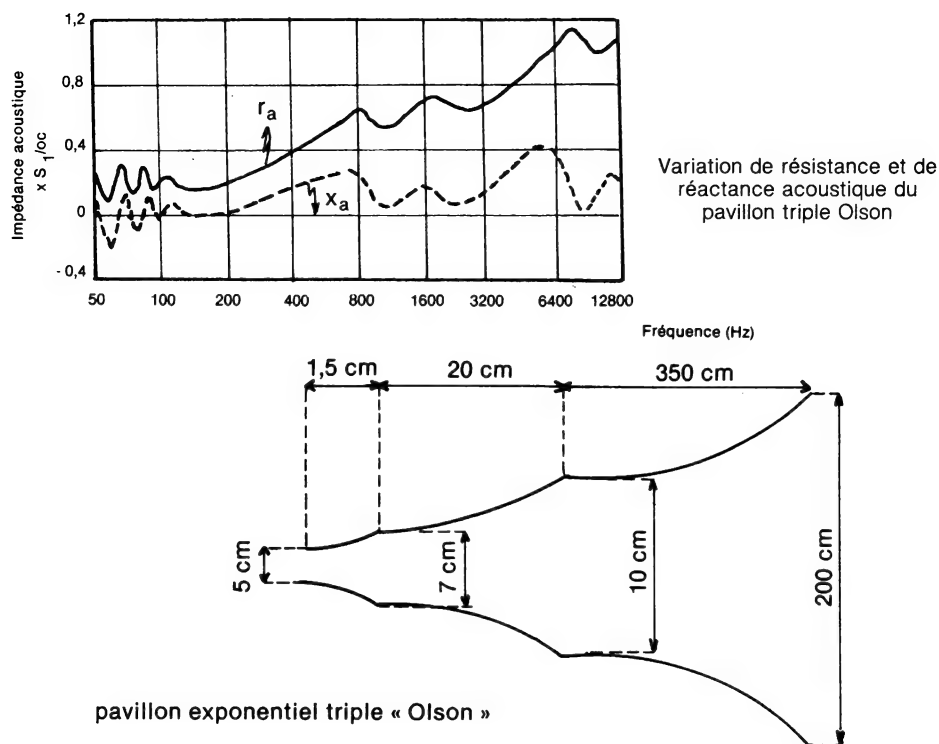 1,2
0,8
0,4
0
- 0,4
Impédance acoustique
x S₁/oc
rₐ
xₐ
50 100 200 400 800 1600 3200 6400 12800
Fréquence (Hz)
Variation de résistance et de
réactance acoustique du
pavillon triple Olson
1,5 cm 20 cm 350 cm
5 cm
7 cm
10 cm
200 cm
pavillon exponentiel triple « Olson »